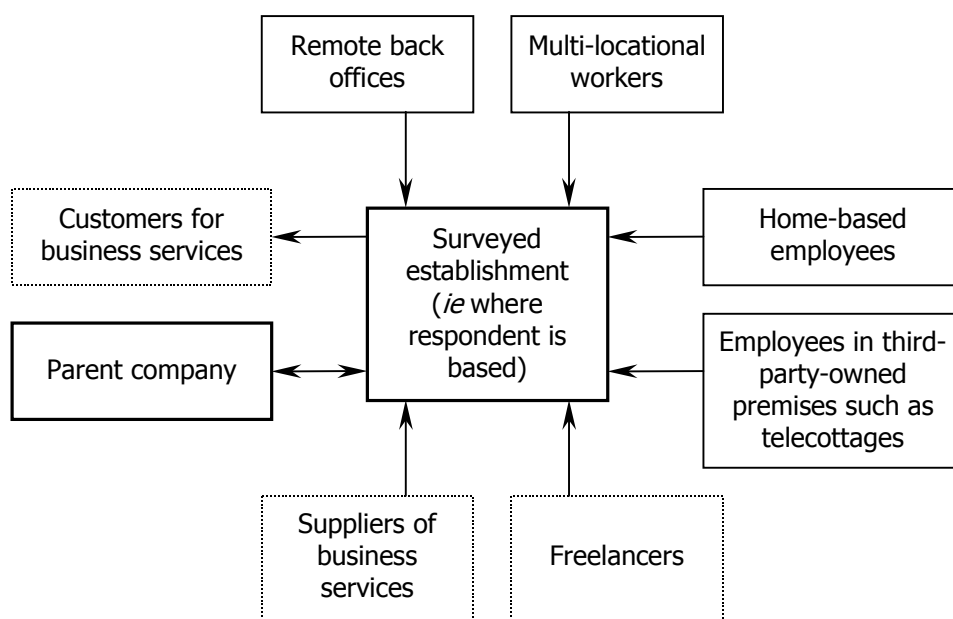 Remote back
offices
Multi-locational
workers
Customers for
business services
Surveyed
establishment
(ie where
respondent is
based)
Home-based
employees
Parent company
Employees in third-
party-owned
premises such as
telecottages
Suppliers of
business
services
Freelancers